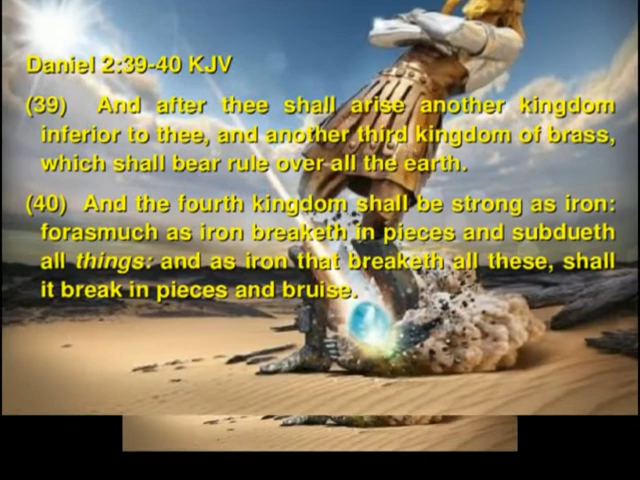 Daniel 2:39-40 KJV
(39) And after thee shall arise another kingdom
inferior to thee, and another third kingdom of brass,
which shall bear rule over all the earth.
(40) And the fourth kingdom shall be strong as iron:
forasmuch as iron breaketh in pieces and subdueth
all things: and as iron that breaketh all these, shall
it break in pieces and bruise.